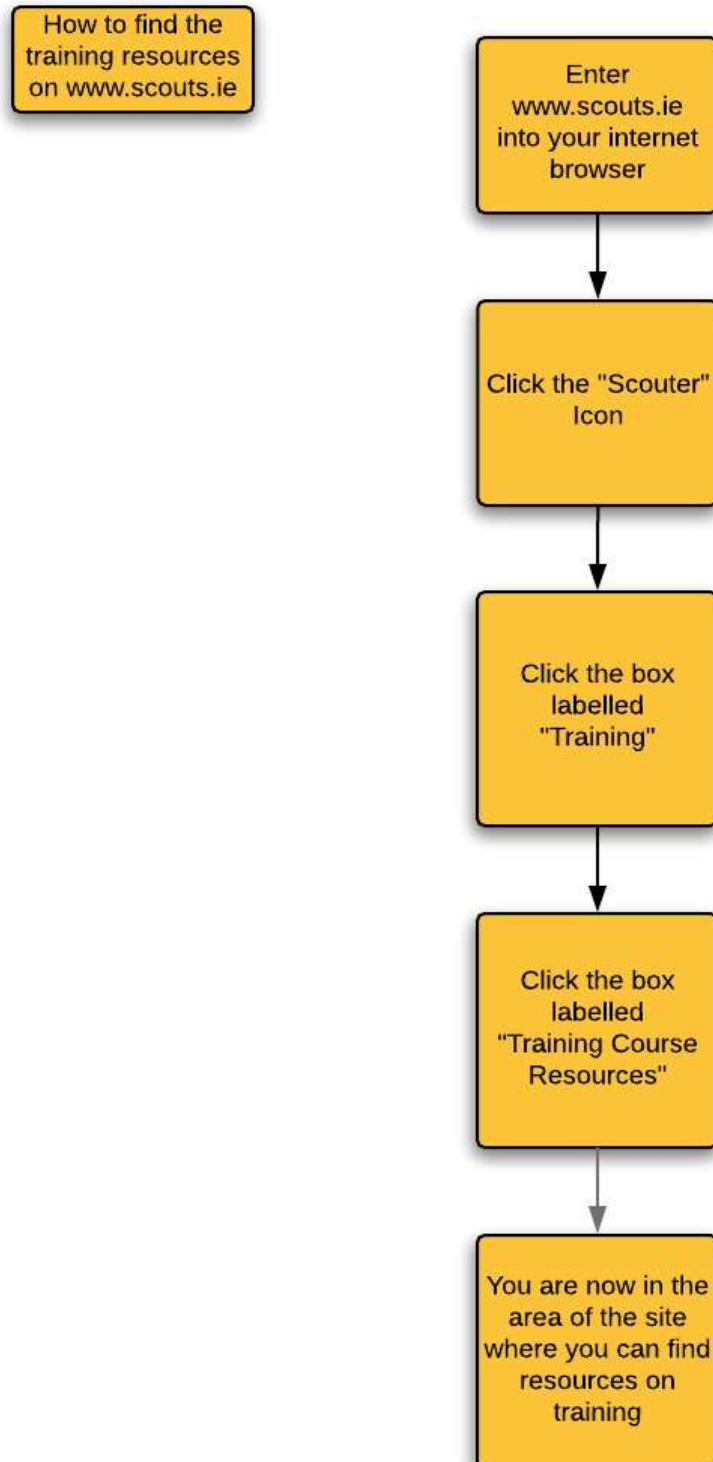 How to find the
training resources
on www.scouts.ie
Enter
www.scouts.ie
into your internet
browser
Click the "Scouter"
Icon
Click the box
labelled
"Training"
Click the box
labelled
"Training Course
Resources"
You are now in the
area of the site
where you can find
resources on
training